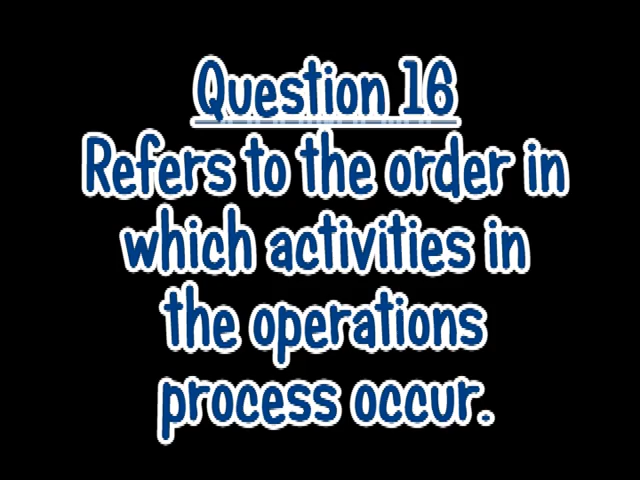 Question 16
Refers to the order in
which activities in
the operations
process occur.